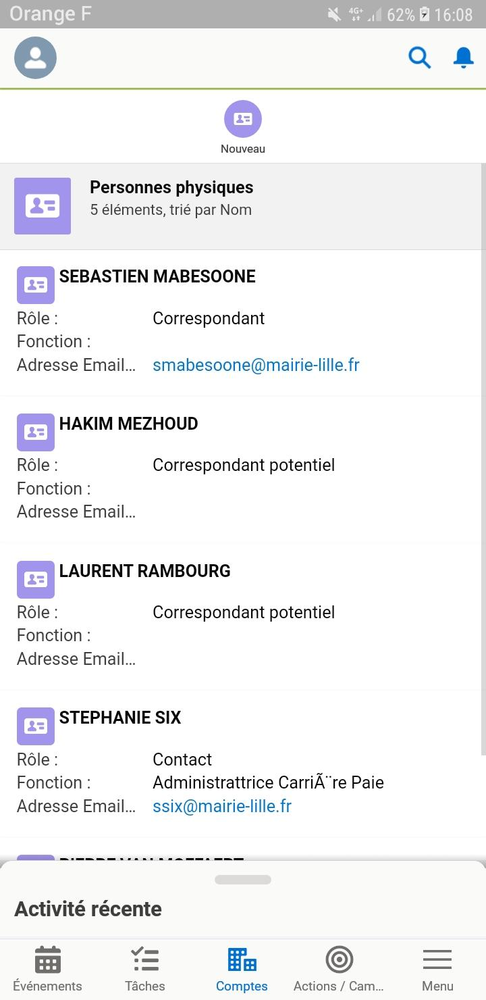 Orange F 4G+ 62% 16:08
Nouveau
Personnes physiques
5 éléments, trié par Nom
SEBASTIEN MABESOONE
Rôle : Correspondant
Fonction :
Adresse Email... smabesoone@mairie-lille.fr
HAKIM MEZHOUD
Rôle : Correspondant potentiel
Fonction :
Adresse Email...
LAURENT RAMBOURG
Rôle : Correspondant potentiel
Fonction :
Adresse Email...
STEPHANIE SIX
Rôle : Contact
Fonction : Administrattrice CarriÃ¨re Paie
Adresse Email... ssix@mairie-lille.fr
PIERRE VAN
Activité récente
Événements Tâches Comptes Actions / Cam... Menu